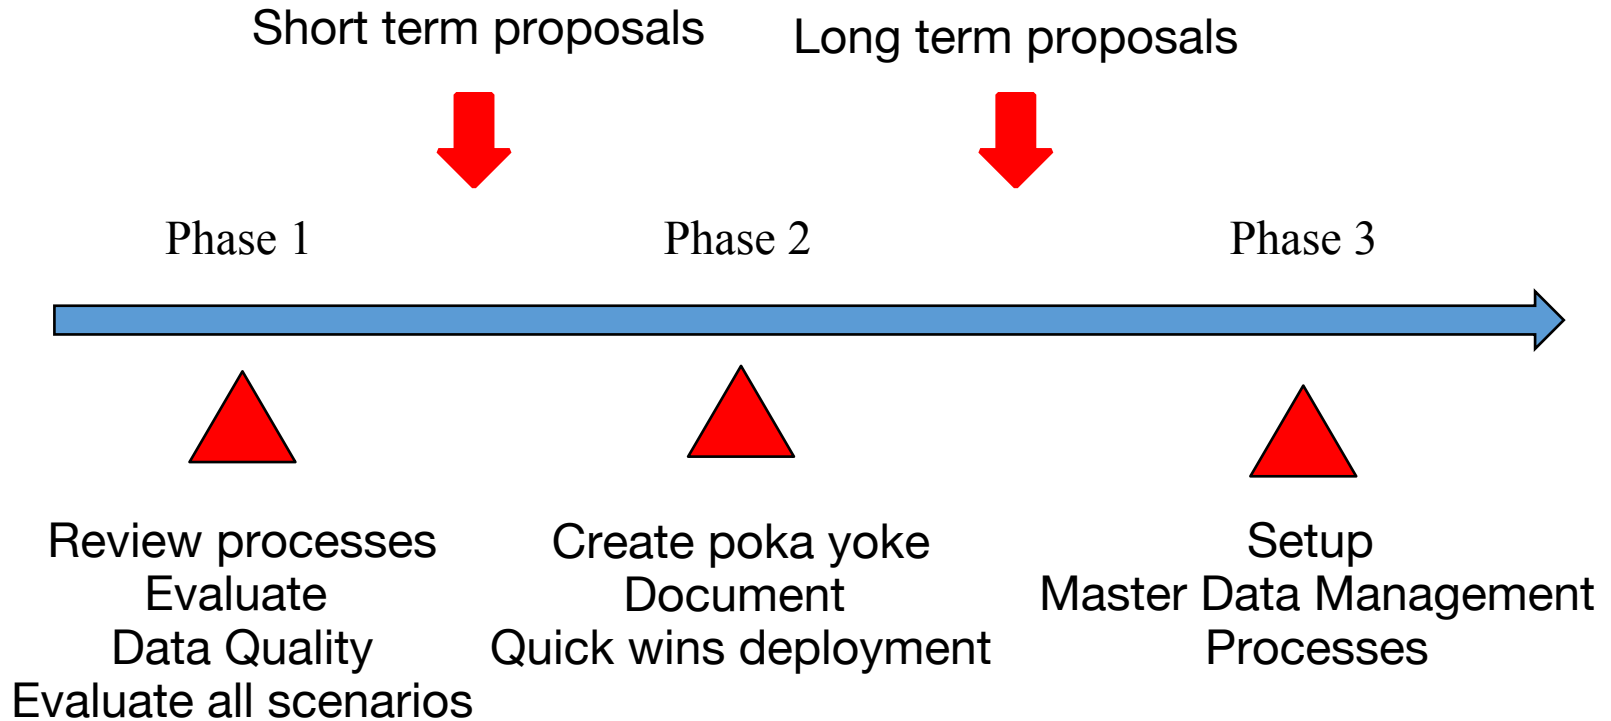 Short term proposals
Long term proposals
Phase 1
Phase 2
Phase 3
Review processes
Evaluate
Data Quality
Evaluate all scenarios
Create poka yoke
Document
Quick wins deployment
Setup
Master Data Management
Processes